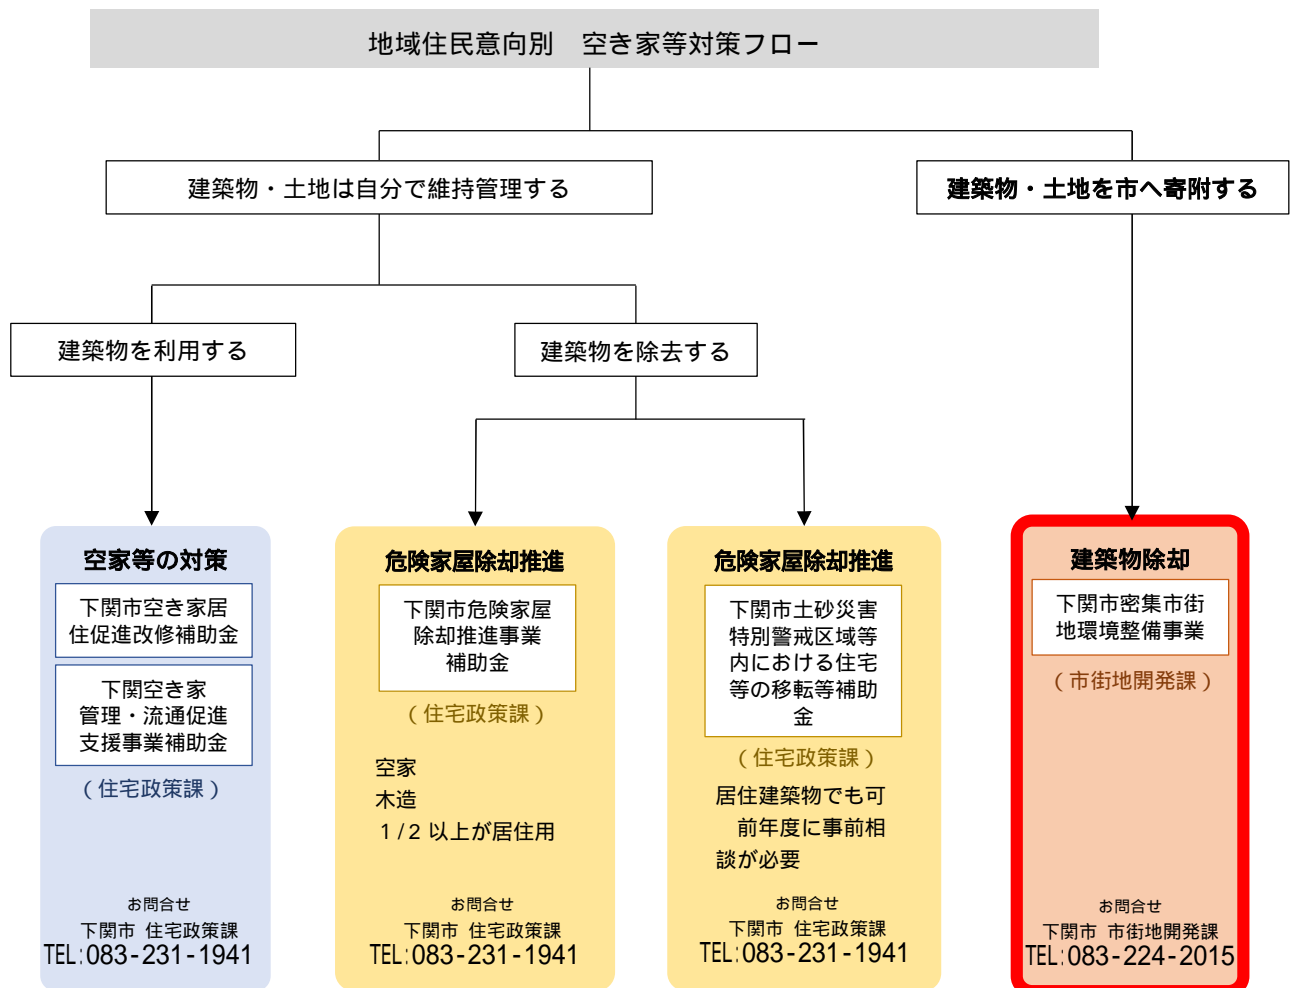 地域住民意向別　空き家等対策フロー
建築物・土地は自分で維持管理する
建築物・土地を市へ寄附する
建築物を利用する
建築物を除去する
空家等の対策
下関市空き家居
住促進改修補助金
下関空き家
管理・流通促進
支援事業補助金
（住宅政策課）
お問合せ
下関市 住宅政策課
TEL:083-231-1941
危険家屋除却推進
下関市危険家屋
除却推進事業
補助金
（住宅政策課）
空家
木造
1/2 以上が居住用
お問合せ
下関市 住宅政策課
TEL:083-231-1941
危険家屋除却推進
下関市土砂災害
特別警戒区域等
内における住宅
等の移転等補助
金
（住宅政策課）
居住建築物でも可
前年度に事前相
談が必要
お問合せ
下関市 住宅政策課
TEL:083-231-1941
建築物除却
下関市密集市街
地環境整備事業
（市街地開発課）
お問合せ
下関市 市街地開発課
TEL:083-224-2015